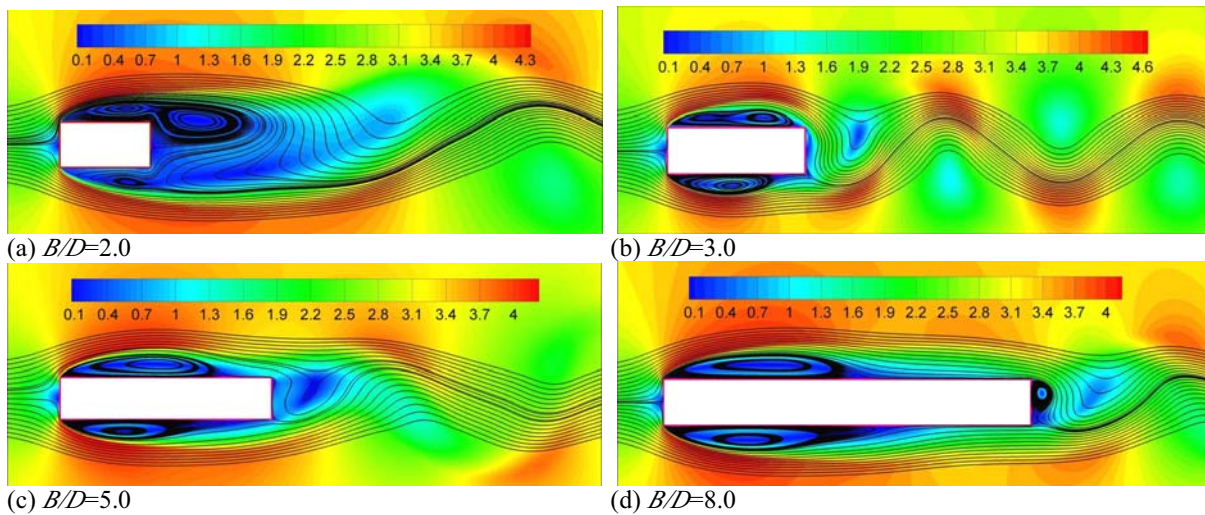 0.1 0.4 0.7 1 1.3 1.6 1.9 2.2 2.5 2.8 3.1 3.4 3.7 4 4.3
0.1 0.4 0.7 1 1.3 1.6 1.9 2.2 2.5 2.8 3.1 3.4 3.7 4 4.3 4.6
(a) B/D=2.0
(b) B/D=3.0
0.1 0.4 0.7 1 1.3 1.6 1.9 2.2 2.5 2.8 3.1 3.4 3.7 4
0.1 0.4 0.7 1 1.3 1.6 1.9 2.2 2.5 2.8 3.1 3.4 3.7 4
(c) B/D=5.0
(d) B/D=8.0